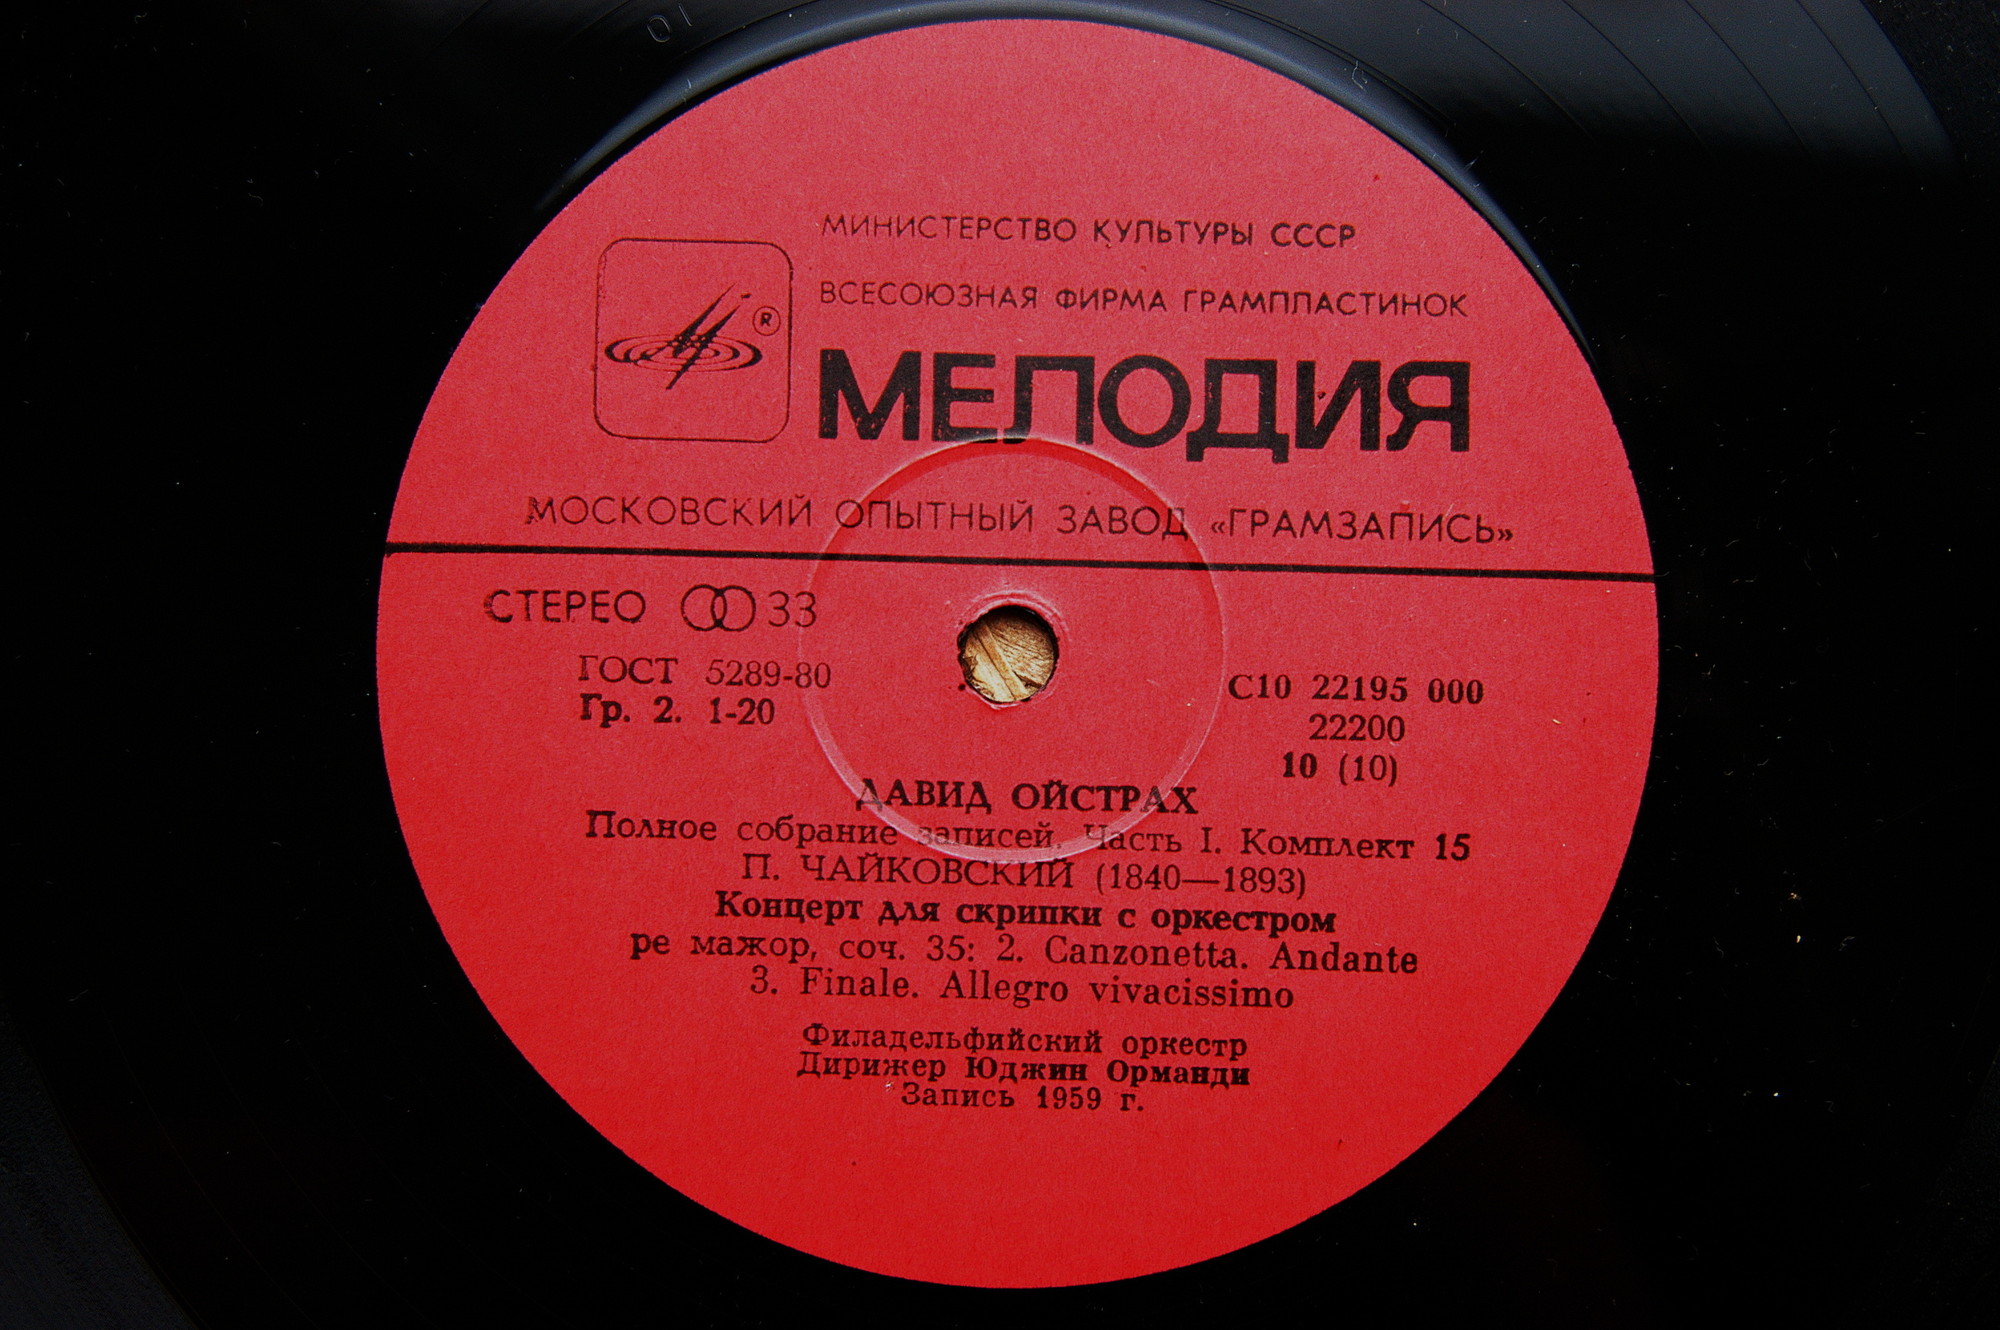 МИНИСТЕРСТВО КУЛЬТУРЫ СССР
ВСЕСОЮЗНАЯ ФИРМА ГРАМПЛАСТИНОК
®
МЕЛОДИЯ
МОСКОВСКИЙ ОПЫТНЫЙ ЗАВОД «ГРАМЗАПИСЬ»
СТЕРЕО 33
ГОСТ 5289-80
Гр. 2. 1-20
С10 22195 000
22200
10 (10)
ДАВИД ОЙСТРАХ
Полное собрание записей. Часть I. Комплект 15
П. ЧАЙКОВСКИЙ (1840—1893)
Концерт для скрипки с оркестром
ре мажор, соч. 35: 2. Canzonetta. Andante
3. Finale. Allegro vivacissimo
Филадельфийский оркестр
Дирижер Юджин Орманди
Запись 1959 г.